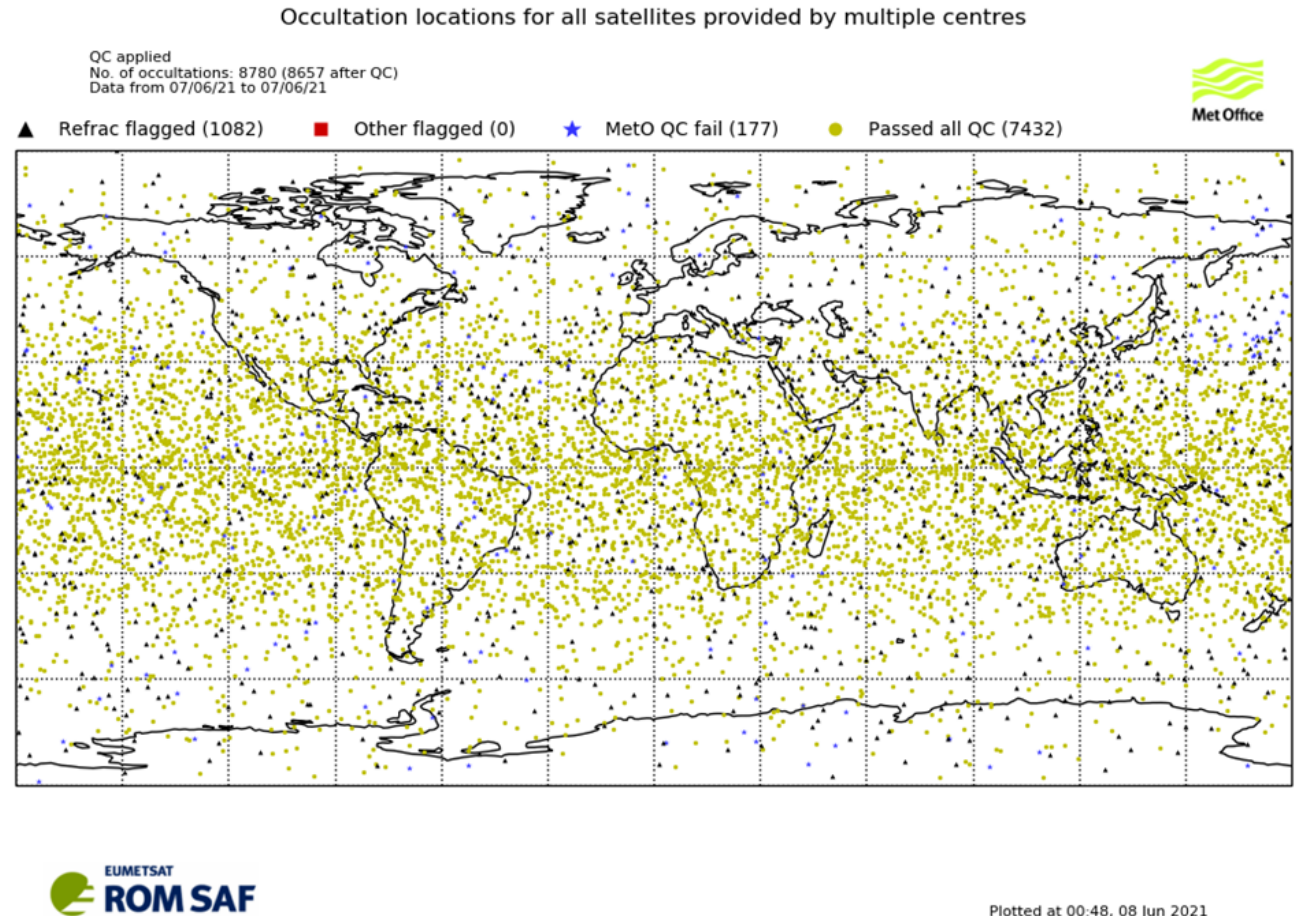 Occultation locations for all satellites provided by multiple centres
QC applied
No. of occultations: 8780 (8657 after QC)
Data from 07/06/21 to 07/06/21
Met Office
Refrac flagged (1082) Other flagged (0) MetO QC fail (177) Passed all QC (7432)
EUMETSAT
ROM SAF
Plotted at 00:48, 08 Jun 2021